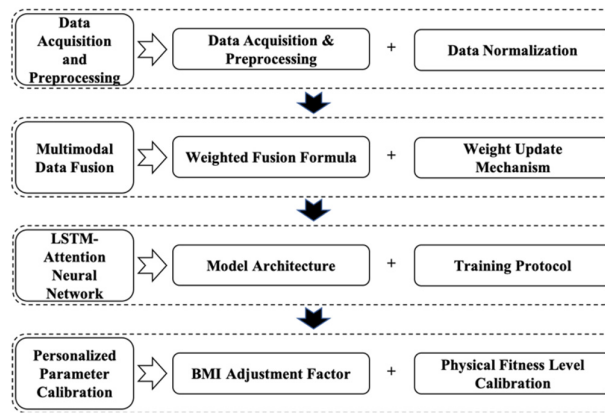 Data
Acquisition
and
Preprocessing
Data Acquisition &
Preprocessing
+
Data Normalization
Multimodal
Data Fusion
Weighted Fusion Formula
+
Weight Update
Mechanism
LSTM-
Attention
Neural
Network
Model Architecture
+
Training Protocol
Personalized
Parameter
Calibration
BMI Adjustment Factor
+
Physical Fitness Level
Calibration